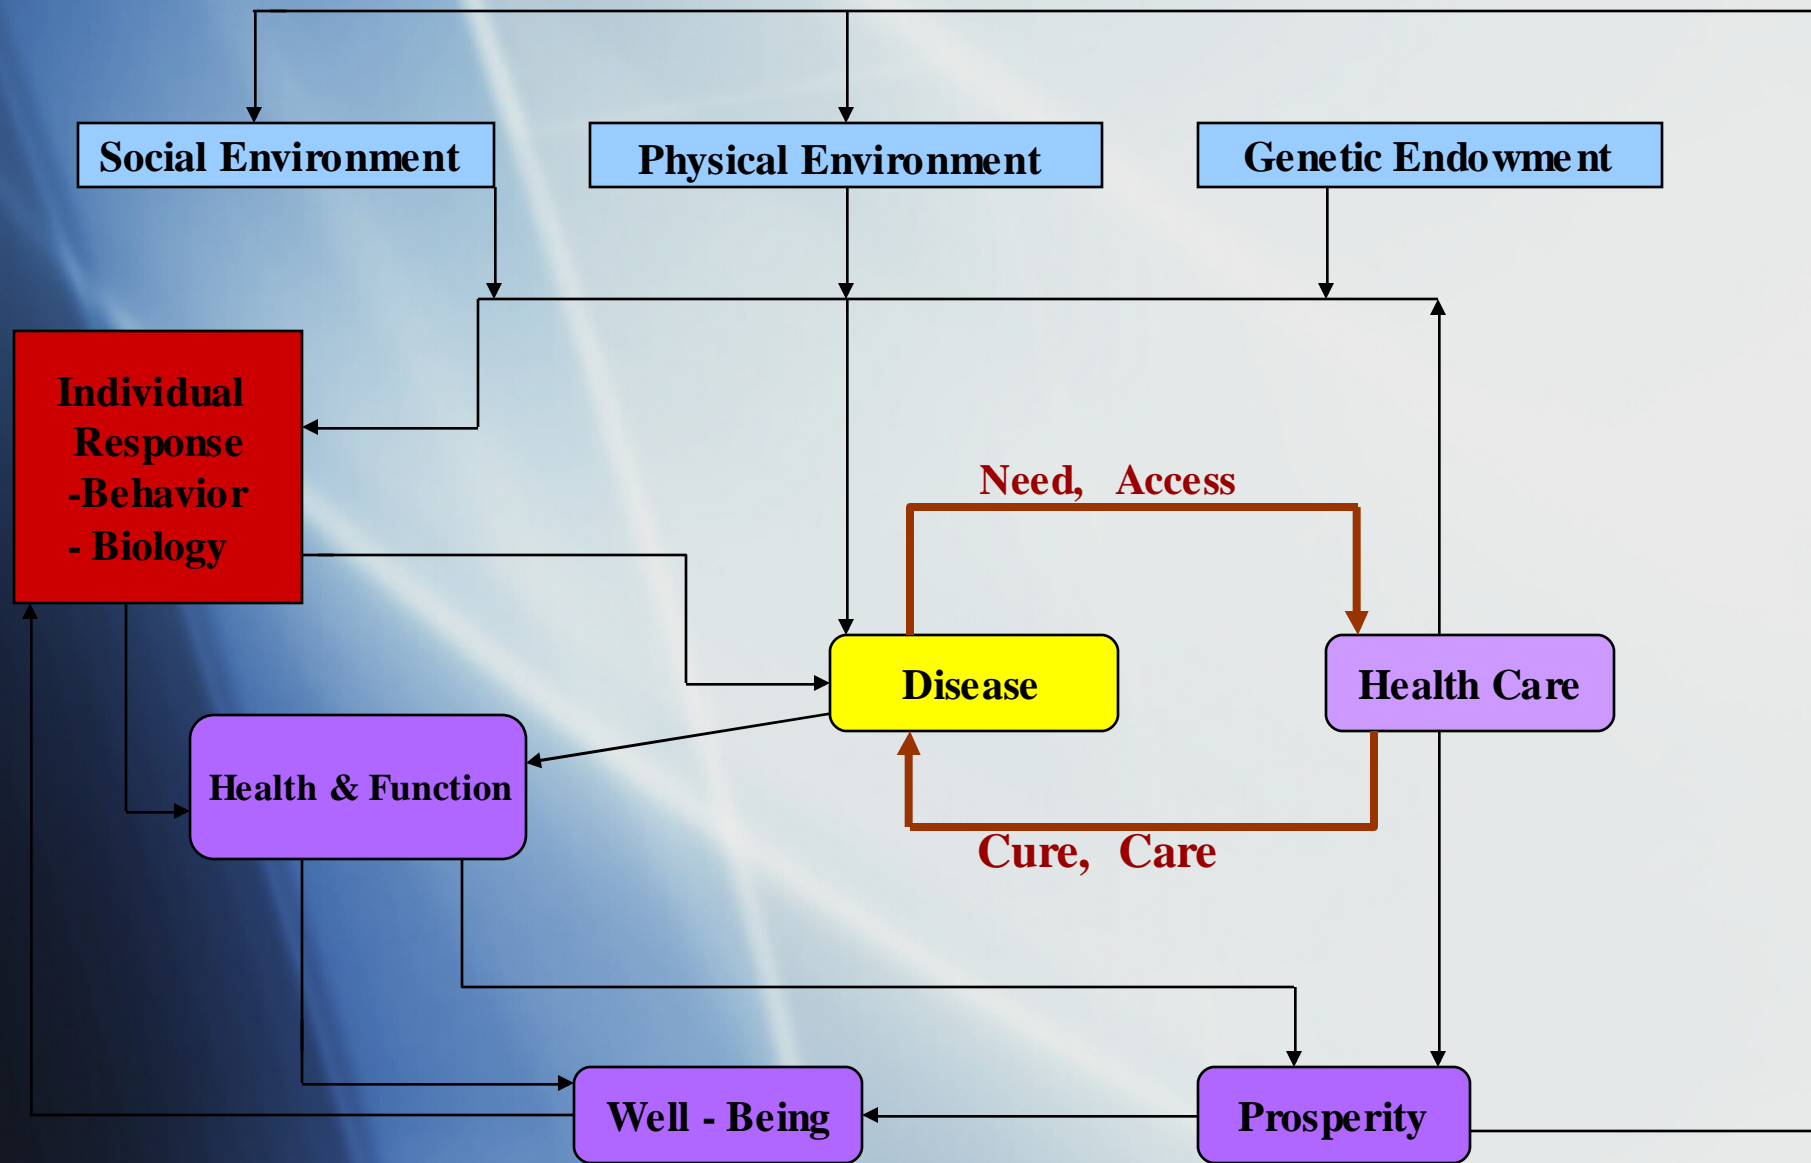 Social Environment
Physical Environment
Genetic Endowment
Individual
Response
-Behavior
- Biology
Need, Access
Disease
Health Care
Health & Function
Cure, Care
Well - Being
Prosperity